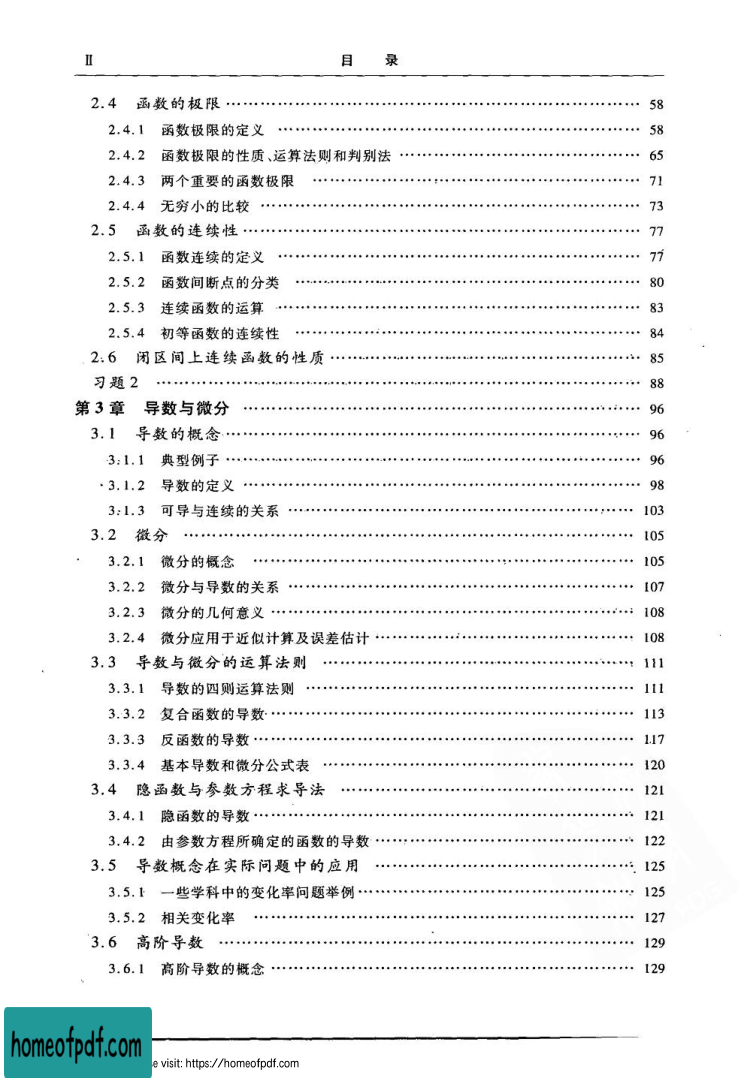 Ⅱ 目 录
2.4 函数的极限 …… 58
2.4.1 函数极限的定义 …… 58
2.4.2 函数极限的性质、运算法则和判别法 …… 65
2.4.3 两个重要的函数极限 …… 71
2.4.4 无穷小的比较 …… 73
2.5 函数的连续性 …… 77
2.5.1 函数连续的定义 …… 77
2.5.2 函数间断点的分类 …… 80
2.5.3 连续函数的运算 …… 83
2.5.4 初等函数的连续性 …… 84
2.6 闭区间上连续函数的性质 …… 85
习题2 …… 88
第3章 导数与微分 …… 96
3.1 导数的概念 …… 96
3.1.1 典型例子 …… 96
3.1.2 导数的定义 …… 98
3.1.3 可导与连续的关系 …… 103
3.2 微分 …… 105
3.2.1 微分的概念 …… 105
3.2.2 微分与导数的关系 …… 107
3.2.3 微分的几何意义 …… 108
3.2.4 微分应用于近似计算及误差估计 …… 108
3.3 导数与微分的运算法则 …… 111
3.3.1 导数的四则运算法则 …… 111
3.3.2 复合函数的导数 …… 113
3.3.3 反函数的导数 …… 117
3.3.4 基本导数和微分公式表 …… 120
3.4 隐函数与参数方程求导法 …… 121
3.4.1 隐函数的导数 …… 121
3.4.2 由参数方程所确定的函数的导数 …… 122
3.5 导数概念在实际问题中的应用 …… 125
3.5.1 一些学科中的变化率问题举例 …… 125
3.5.2 相关变化率 …… 127
3.6 高阶导数 …… 129
3.6.1 高阶导数的概念 …… 129
homeofpdf.com
e visit: https://homeofpdf.com